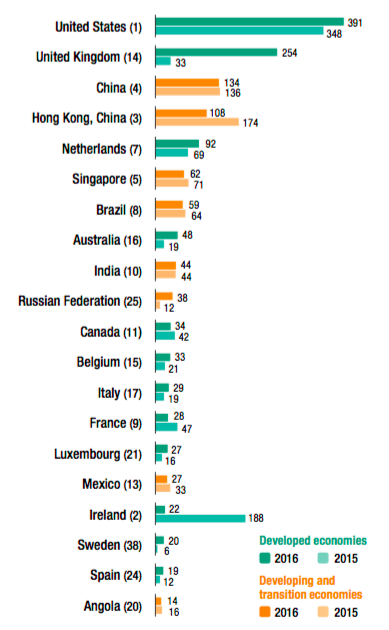 United States (1) 391
348
United Kingdom (14) 254
33
China (4) 134
136
Hong Kong, China (3) 108
174
Netherlands (7) 92
69
Singapore (5) 62
71
Brazil (8) 59
64
Australia (16) 48
19
India (10) 44
44
Russian Federation (25) 38
12
Canada (11) 34
42
Belgium (15) 33
21
Italy (17) 29
19
France (9) 28
47
Luxembourg (21) 27
16
Mexico (13) 27
33
Ireland (2) 22
188
Sweden (38) 20
6
Spain (24) 19
12
Angola (20) 14
16
Developed economies
2016 2015
Developing and
transition economies
2016 2015